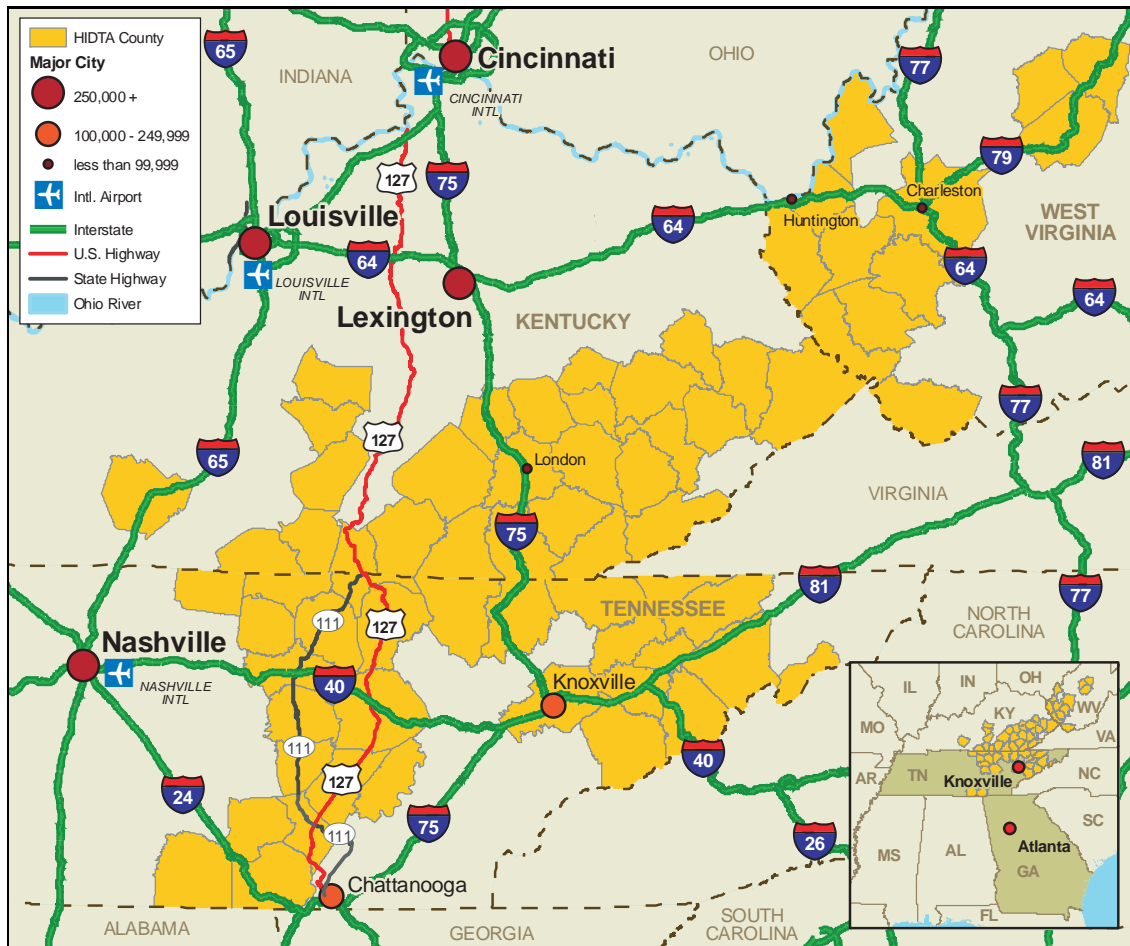 HIDTA County
Major City
250,000 +
100,000 - 249,999
less than 99,999
Intl. Airport
Interstate
U.S. Highway
State Highway
Ohio River
65
INDIANA
Cincinnati
CINCINNATI
INTL
OHIO
77
79
127
75
Charleston
Huntington
WEST
VIRGINIA
Louisville
64
64
64
64
LOUISVILLE
INTL
Lexington
KENTUCKY
77
127
65
London
81
VIRGINIA
75
81
77
TENNESSEE
NORTH
CAROLINA
111
127
Nashville
NASHVILLE
INTL
40
Knoxville
111
40
127
24
75
111
26
Chattanooga
ALABAMA
GEORGIA
SOUTH
CAROLINA
IL
IN
OH
MO
KY
WV
VA
AR
TN
Knoxville
NC
SC
MS
AL
Atlanta
GA
FL